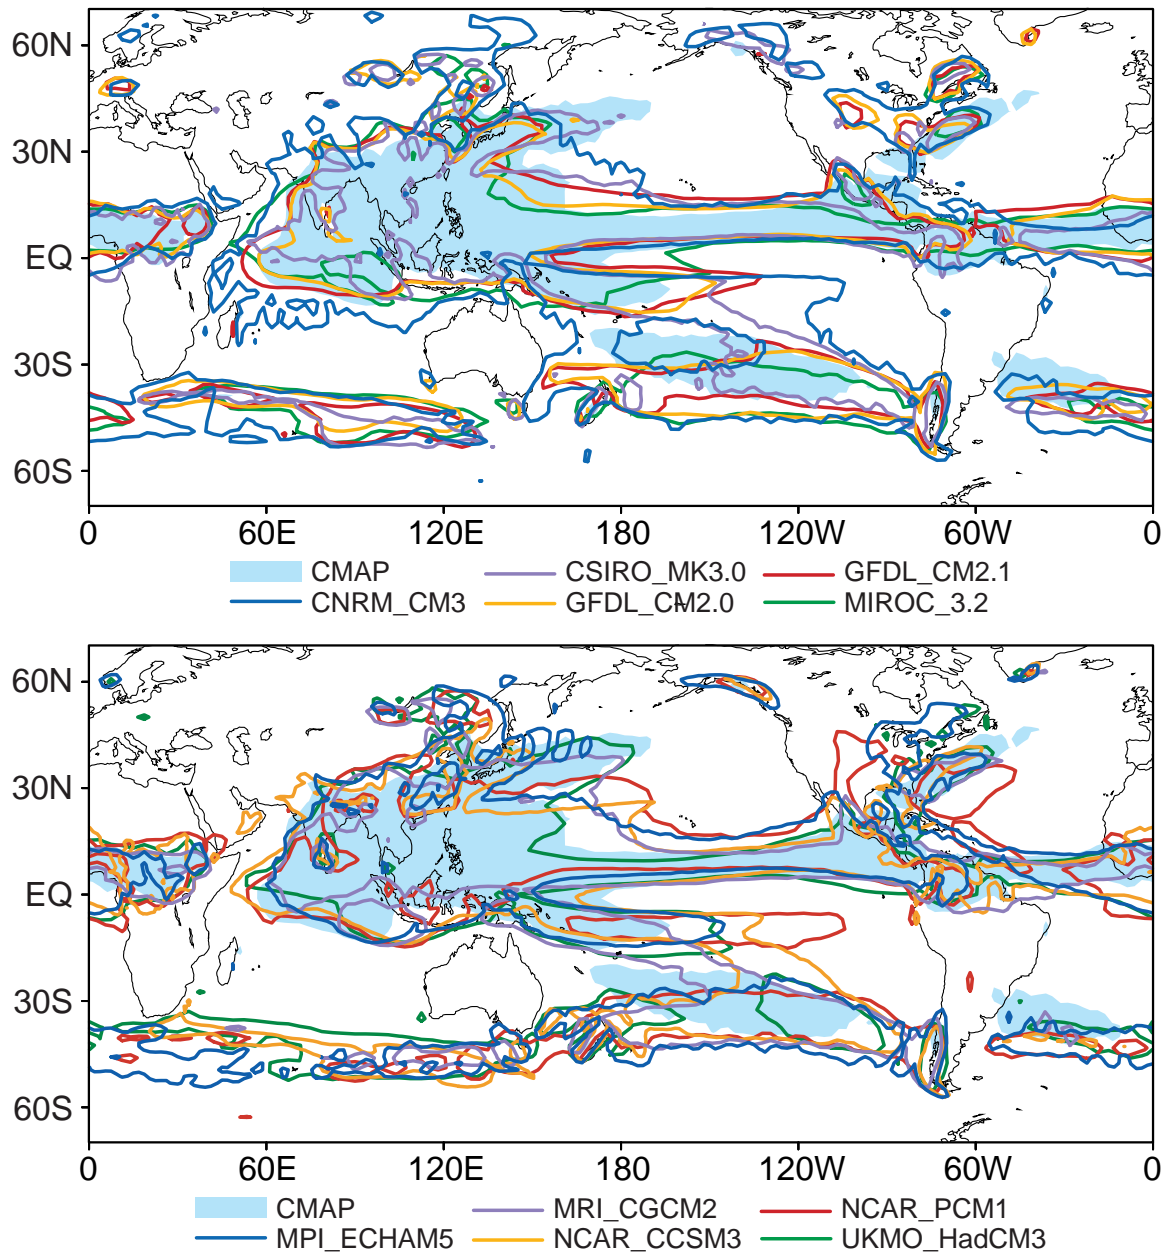 60N
30N
EQ
30S
60S
0 60E 120E 180 120W 60W 0
CMAP CSIRO_MK3.0 GFDL_CM2.1
CNRM_CM3 GFDL_CM2.0 MIROC_3.2
60N
30N
EQ
30S
60S
0 60E 120E 180 120W 60W 0
CMAP MRI_CGCM2 NCAR_PCM1
MPI_ECHAM5 NCAR_CCSM3 UKMO_HadCM3